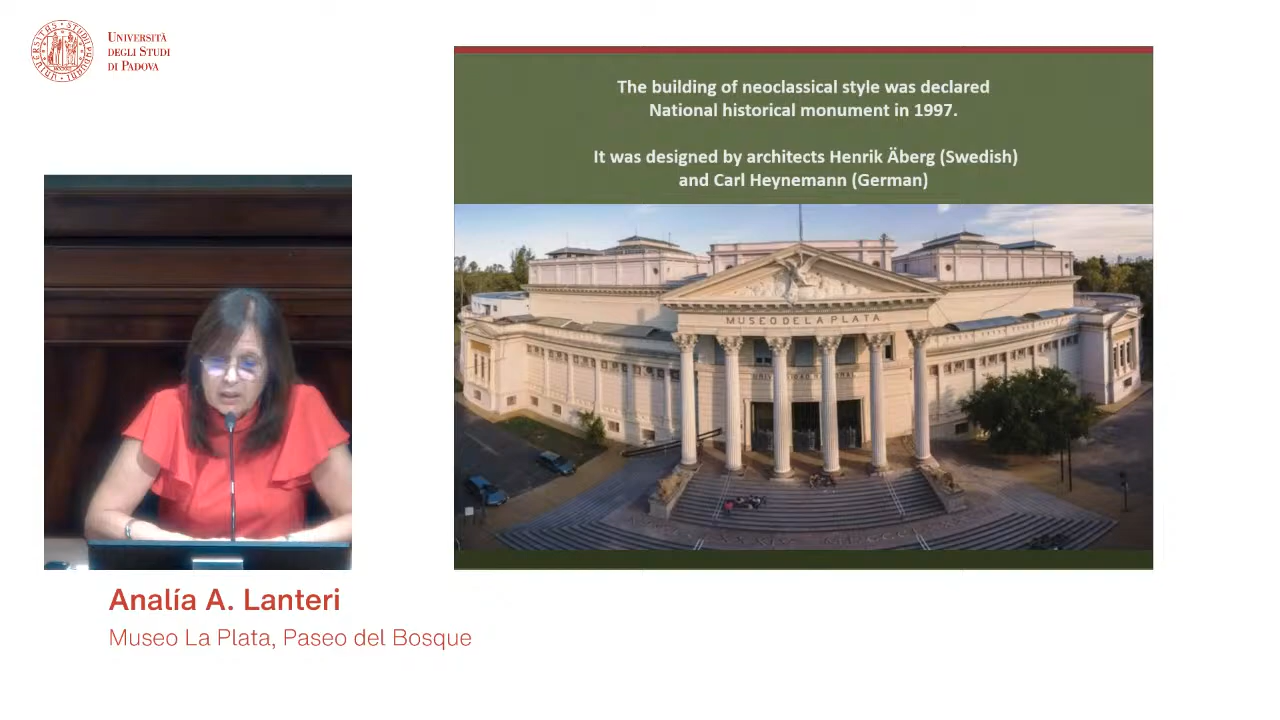 UNIVERSITÀ
DEGLI STUDI
DI PADOVA
The building of neoclassical style was declared
National historical monument in 1997.
It was designed by architects Henrik Äberg (Swedish)
and Carl Heynemann (German)
MUSEO DE LA PLATA
Analía A. Lanteri
Museo La Plata, Paseo del Bosque